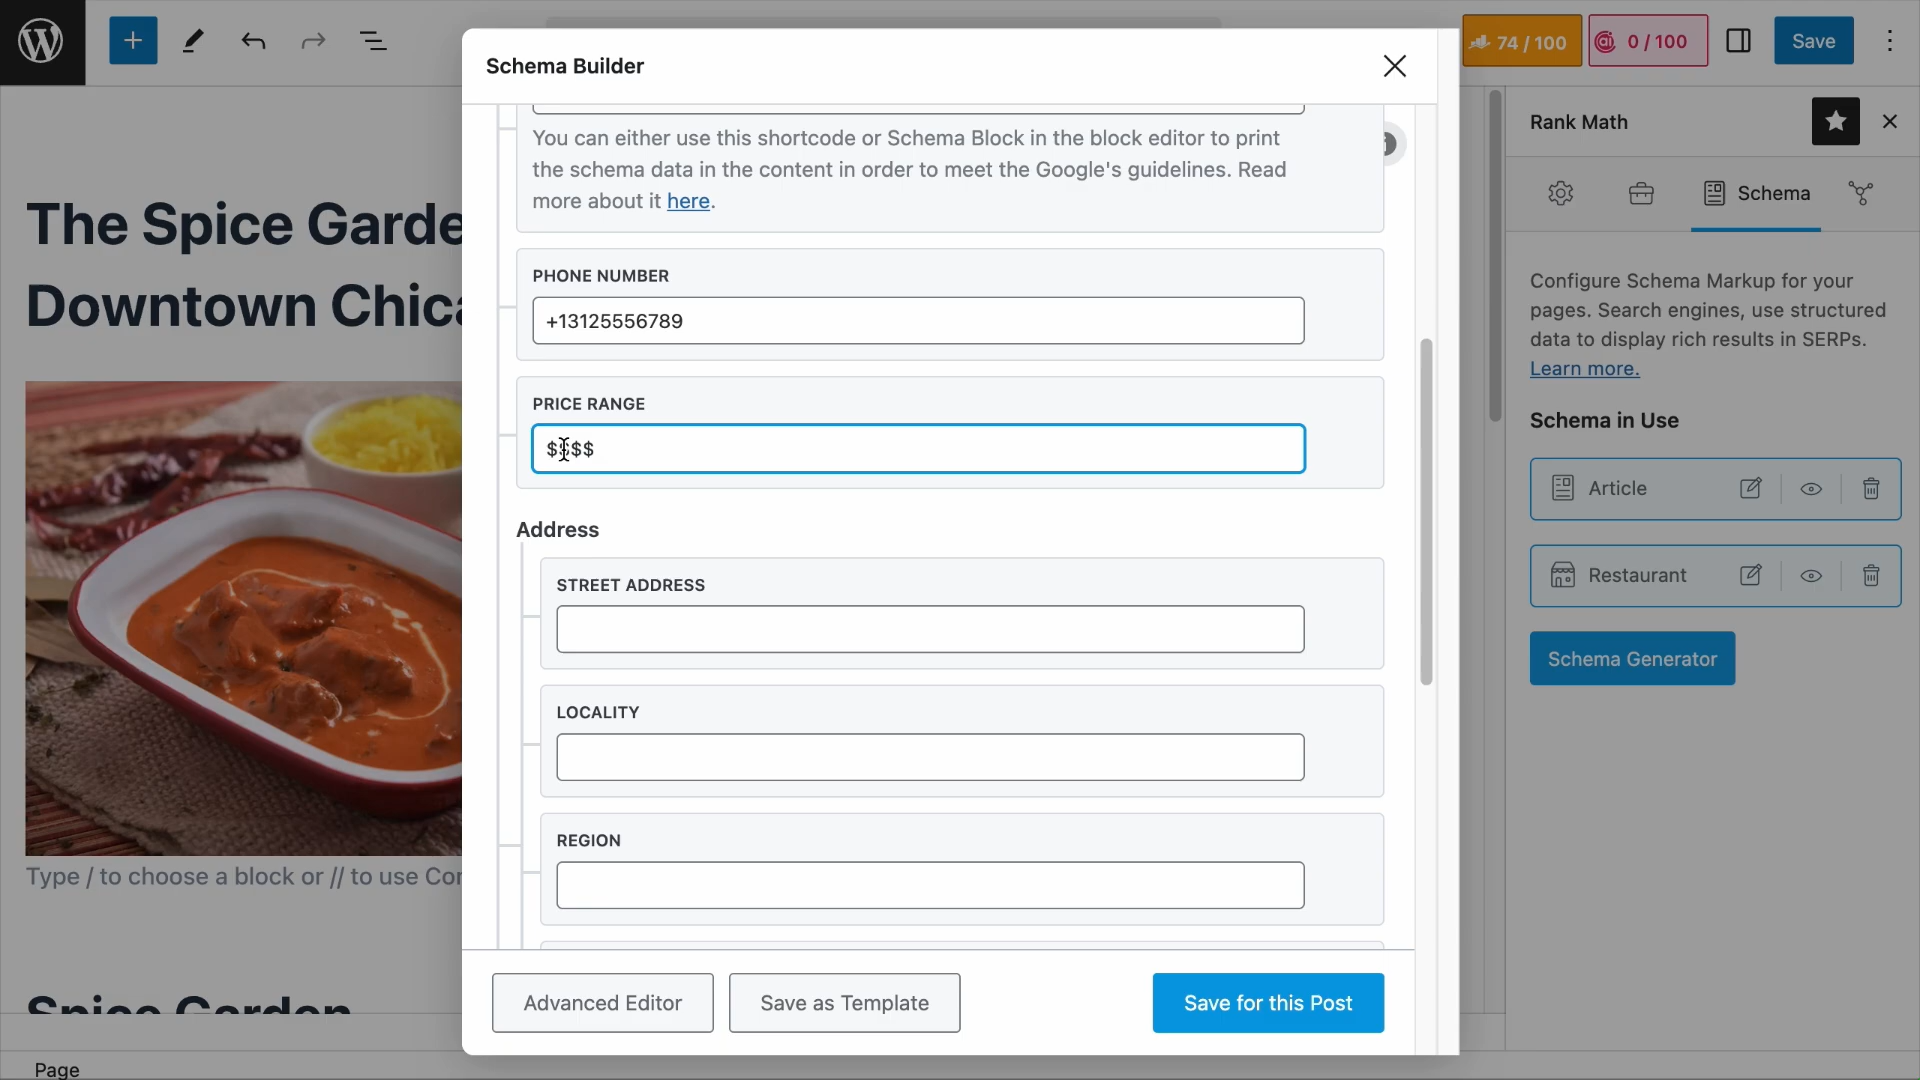 74 / 100
0 / 100
Save
Schema Builder
Rank Math
Schema
The Spice Garde
Downtown Chica
You can either use this shortcode or Schema Block in the block editor to print
the schema data in the content in order to meet the Google's guidelines. Read
more about it here.
PHONE NUMBER
+13125556789
PRICE RANGE
$$$$
Address
STREET ADDRESS
LOCALITY
REGION
Advanced Editor
Save as Template
Save for this Post
Configure Schema Markup for your
pages. Search engines, use structured
data to display rich results in SERPs.
Learn more.
Schema in Use
Article
Restaurant
Schema Generator
Type / to choose a block or // to use Con
Spice Garden
Page